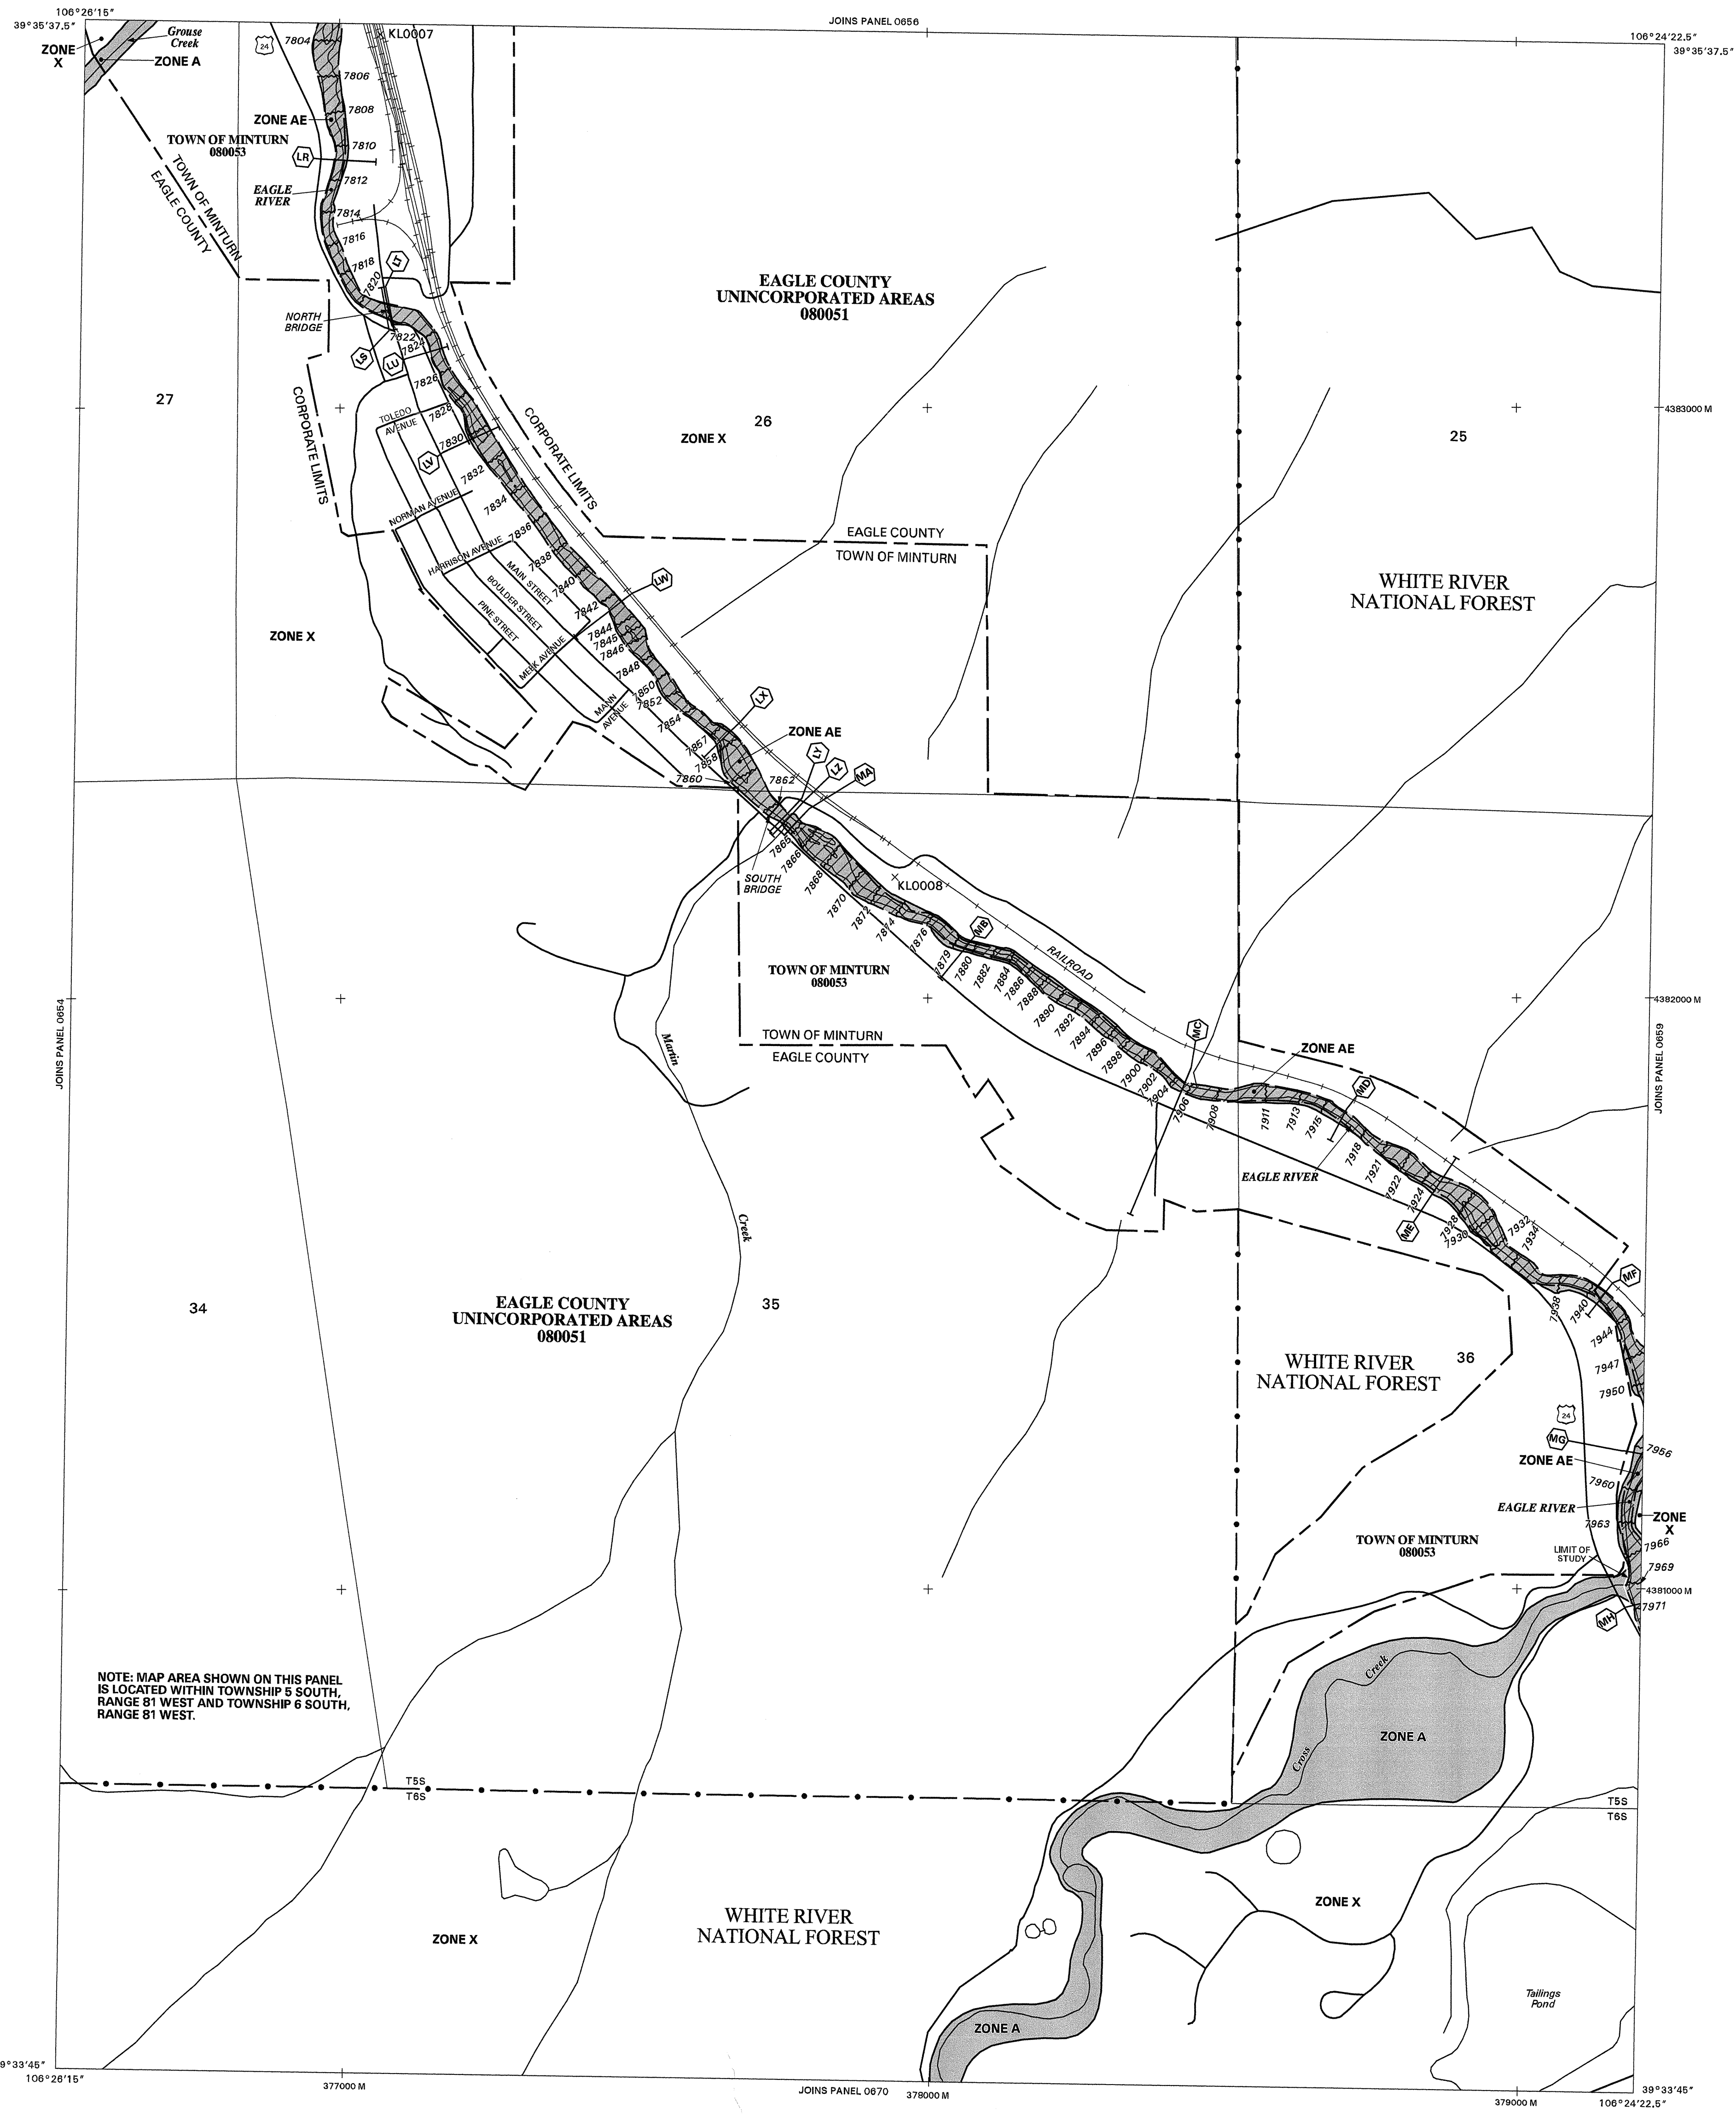 106°26'15"
39°35'37.5"
JOINS PANEL 0656
106°24'22.5"
39°35'37.5"
ZONE
X
Grouse
Creek
ZONE A
24
7804
KL0007
7806
7808
ZONE AE
TOWN OF MINTURN
080053
7810
LR
7812
EAGLE
RIVER
7814
TOWN OF MINTURN
EAGLE COUNTY
7816
7818
7820
LT
EAGLE COUNTY
UNINCORPORATED AREAS
080051
NORTH
BRIDGE
7822
7824
LS
LU
7826
27
CORPORATE LIMITS
TOLEDO
AVENUE
7828
CORPORATE LIMITS
26
ZONE X
25
4383000 M
7830
LV
7832
7834
NORMAN AVENUE
7836
EAGLE COUNTY
TOWN OF MINTURN
HARRISON AVENUE
7838
MAIN STREET
7840
BOULDER STREET
PINE STREET
7842
LW
WHITE RIVER
NATIONAL FOREST
ZONE X
7844
7845
7846
MEEK AVENUE
7848
7850
7852
MANN
AVENUE
7854
LX
7857
7858
ZONE AE
7860
7862
LY
LZ
MA
7865
7866
7868
SOUTH
BRIDGE
KL0008
7870
7872
7874
7876
MB
7879
7880
7882
7884
7886
7888
7890
7892
7894
7896
7898
7900
7902
7904
7906
7908
RAILROAD
TOWN OF MINTURN
080053
JOINS PANEL 0654
4382000 M
JOINS PANEL 0659
TOWN OF MINTURN
EAGLE COUNTY
Martin
Creek
MC
ZONE AE
MD
7911
7913
7915
7918
7921
7922
7924
EAGLE RIVER
ME
7928
7930
7932
7934
MF
7938
7940
7944
7947
7950
34
EAGLE COUNTY
UNINCORPORATED AREAS
080051
35
WHITE RIVER
NATIONAL FOREST
36
24
MG
7956
ZONE AE
7960
EAGLE RIVER
ZONE
X
7963
7966
TOWN OF MINTURN
080053
LIMIT OF
STUDY
7969
4381000 M
7971
MH
NOTE: MAP AREA SHOWN ON THIS PANEL
IS LOCATED WITHIN TOWNSHIP 5 SOUTH,
RANGE 81 WEST AND TOWNSHIP 6 SOUTH,
RANGE 81 WEST.
Creek
Cross
ZONE A
T5S
T6S
T5S
T6S
ZONE X
WHITE RIVER
NATIONAL FOREST
ZONE X
Tailings
Pond
ZONE A
9°33'45"
106°26'15"
377000 M
JOINS PANEL 0670
378000 M
379000 M
39°33'45"
106°24'22.5"